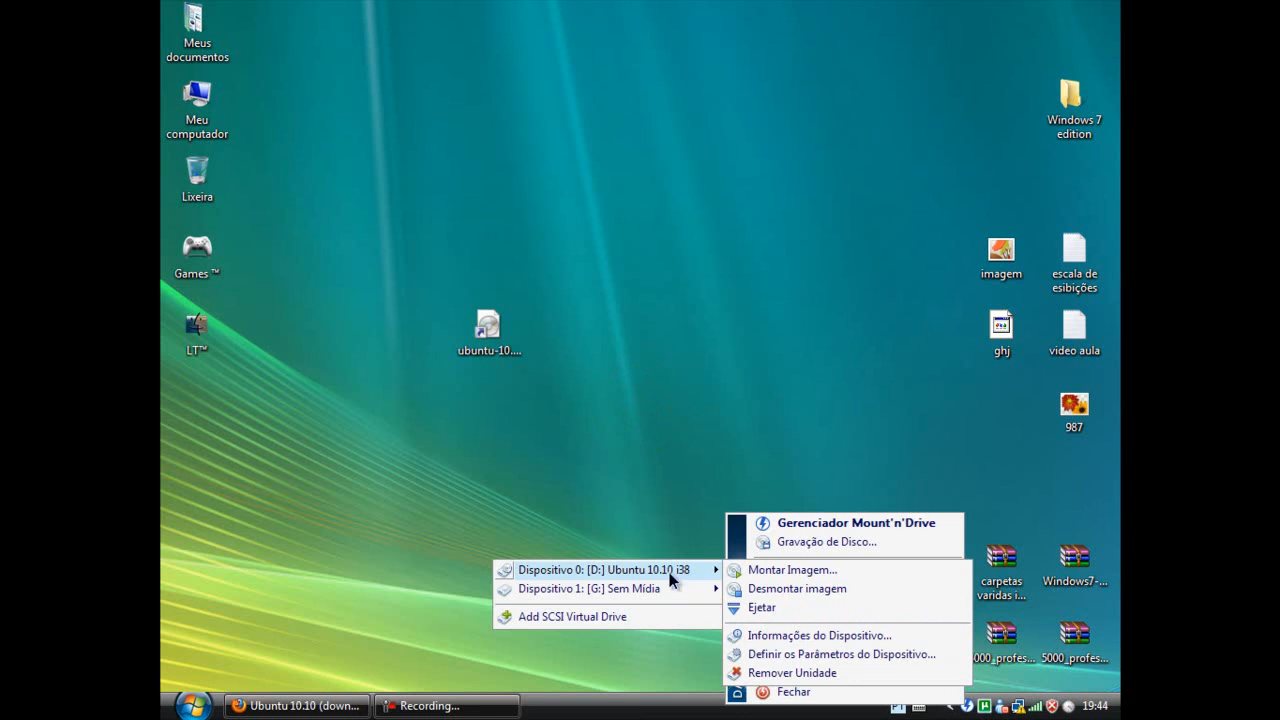 Meus
documentos
Meu
computador
Lixeira
Games ™
LT™
ubuntu-10....
Windows 7
edition
imagem
escala de
esibições
ghj
video aula
987
carpetas
varidas i...
Windows7-...
000_profes...
5000_profes...
Gerenciador Mount'n'Drive
Gravação de Disco...
Dispositivo 0: [D:] Ubuntu 10.10 i38
Dispositivo 1: [G:] Sem Mídia
Add SCSI Virtual Drive
Montar Imagem...
Desmontar imagem
Ejetar
Informações do Dispositivo...
Definir os Parâmetros do Dispositivo...
Remover Unidade
Fechar
Ubuntu 10.10 (down...
Recording...
PT
19:44